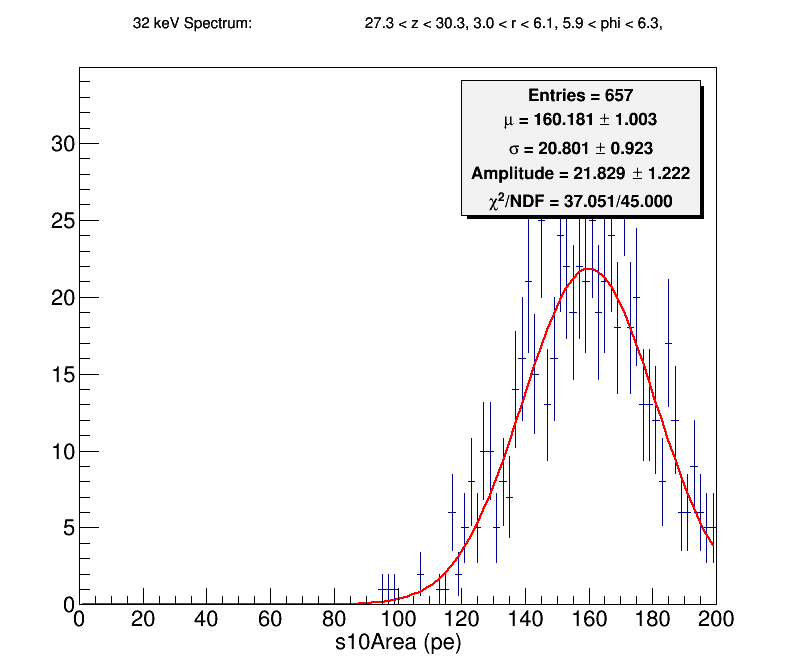 32 keV Spectrum: 27.3 < z < 30.3, 3.0 < r < 6.1, 5.9 < phi < 6.3,
Entries = 657
μ = 160.181 ± 1.003
σ = 20.801 ± 0.923
Amplitude = 21.829 ± 1.222
χ²/NDF = 37.051/45.000
30
25
20
15
10
5
0
0 20 40 60 80 100 120 140 160 180 200
s10Area (pe)